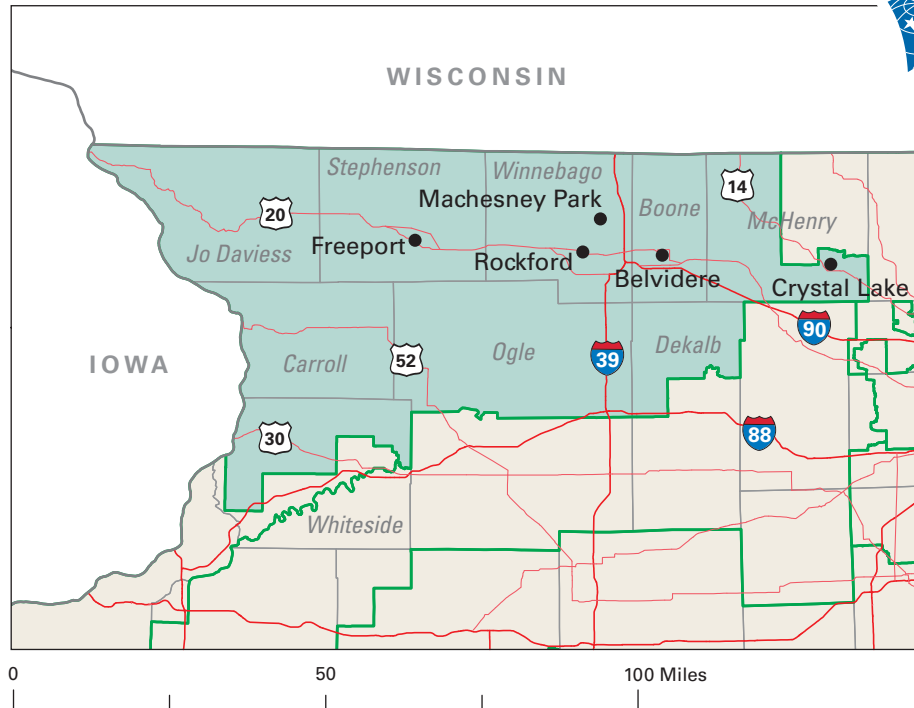 WISCONSIN
Stephenson
Winnebago
14
Machesney Park
Boone
20
McHenry
Jo Daviess
Freeport
Rockford
Belvidere
Crystal Lake
90
IOWA
Carroll
52
Ogle
39
Dekalb
30
88
Whiteside
0 50 100 Miles